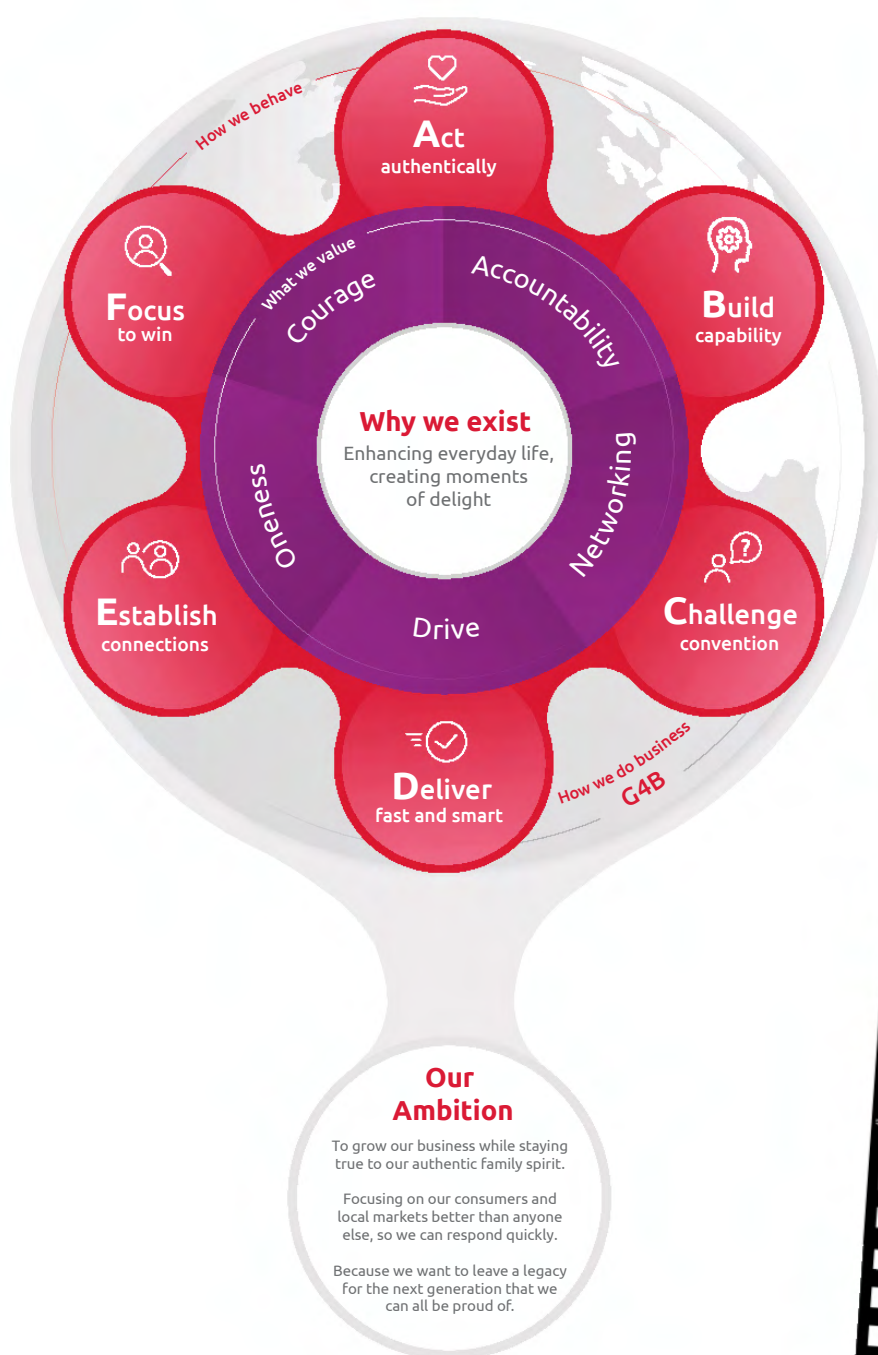 How we behave
Act
authentically
Build
capability
Challenge
convention
Deliver
fast and smart
Establish
connections
Focus
to win
What we value
Courage
Accountability
Networking
Drive
Oneness
Why we exist
Enhancing everyday life,
creating moments
of delight
How we do business
G4B
Our
Ambition
To grow our business while staying
true to our authentic family spirit.
Focusing on our consumers and
local markets better than anyone
else, so we can respond quickly.
Because we want to leave a legacy
for the next generation that we
can all be proud of.